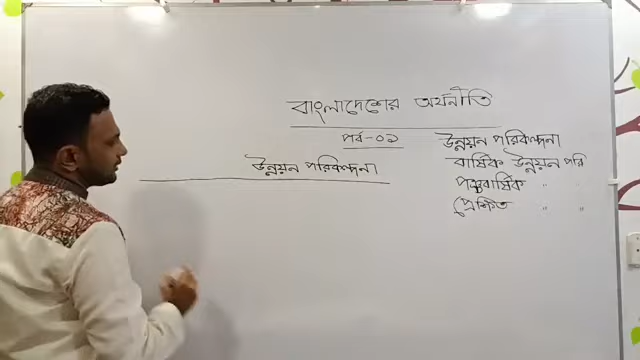 বাংলাদেশের অর্থনীতি
পর্ব-০১
উন্নয়ন পরিকল্পনা
উন্নয়ন পরিকল্পনা
বার্ষিক উন্নয়ন পরি
পঞ্চবার্ষিক " "
প্রেক্ষিত " "